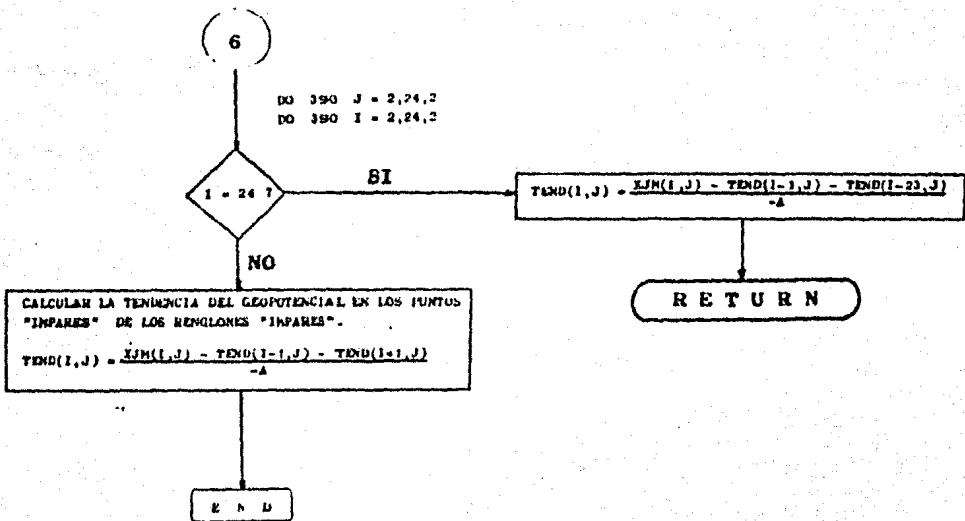 6
DO 390 J = 2,24,2
DO 390 I = 2,24,2
I = 24 ?
SI
TEND(I,J) = XJM(I,J) - TEND(I-1,J) - TEND(I-23,J)
-A
RETURN
NO
CALCULAR LA TENDENCIA DEL GEOPOTENCIAL EN LOS PUNTOS
"IMPARES" DE LOS RENGLONES "IMPARES".
TEND(I,J) = XJM(I,J) - TEND(I-1,J) - TEND(I+1,J)
-A
END